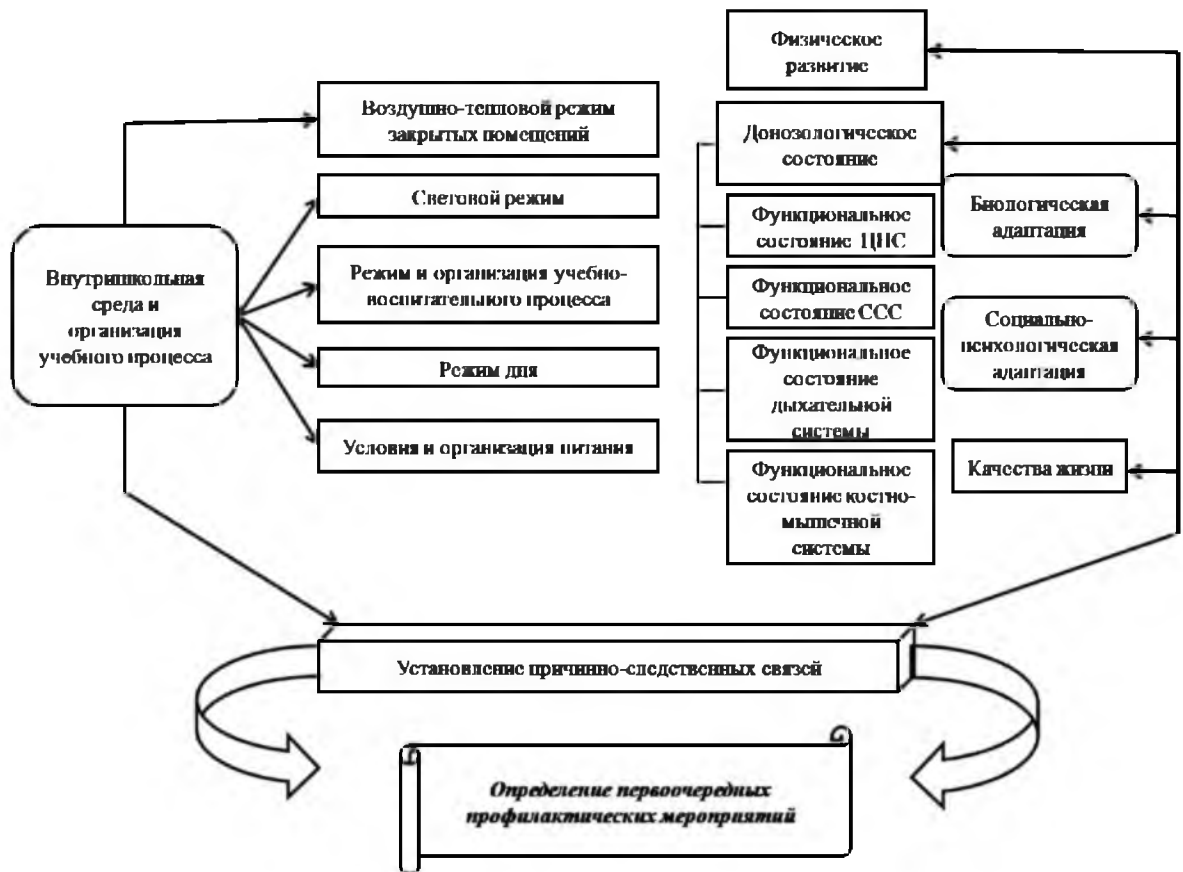 Физическое
развитие
Воздушно-тепловой режим
закрытых помещений
Донозологическое
состояние
Световой режим
Функциональное
состояние ЦНС
Биологическая
адаптация
Внутришкольная
среда и
организация
учебного процесса
Режим и организация учебно-
воспитательного процесса
Функциональное
состояние ССС
Социально-
психологическая
адаптация
Режим дня
Функциональное
состояние
дыхательной
системы
Условия и организация питания
Функциональное
состояние костно-
мышечной
системы
Качества жизни
Установление причинно-следственных связей
Определение первоочередных
профилактических мероприятий